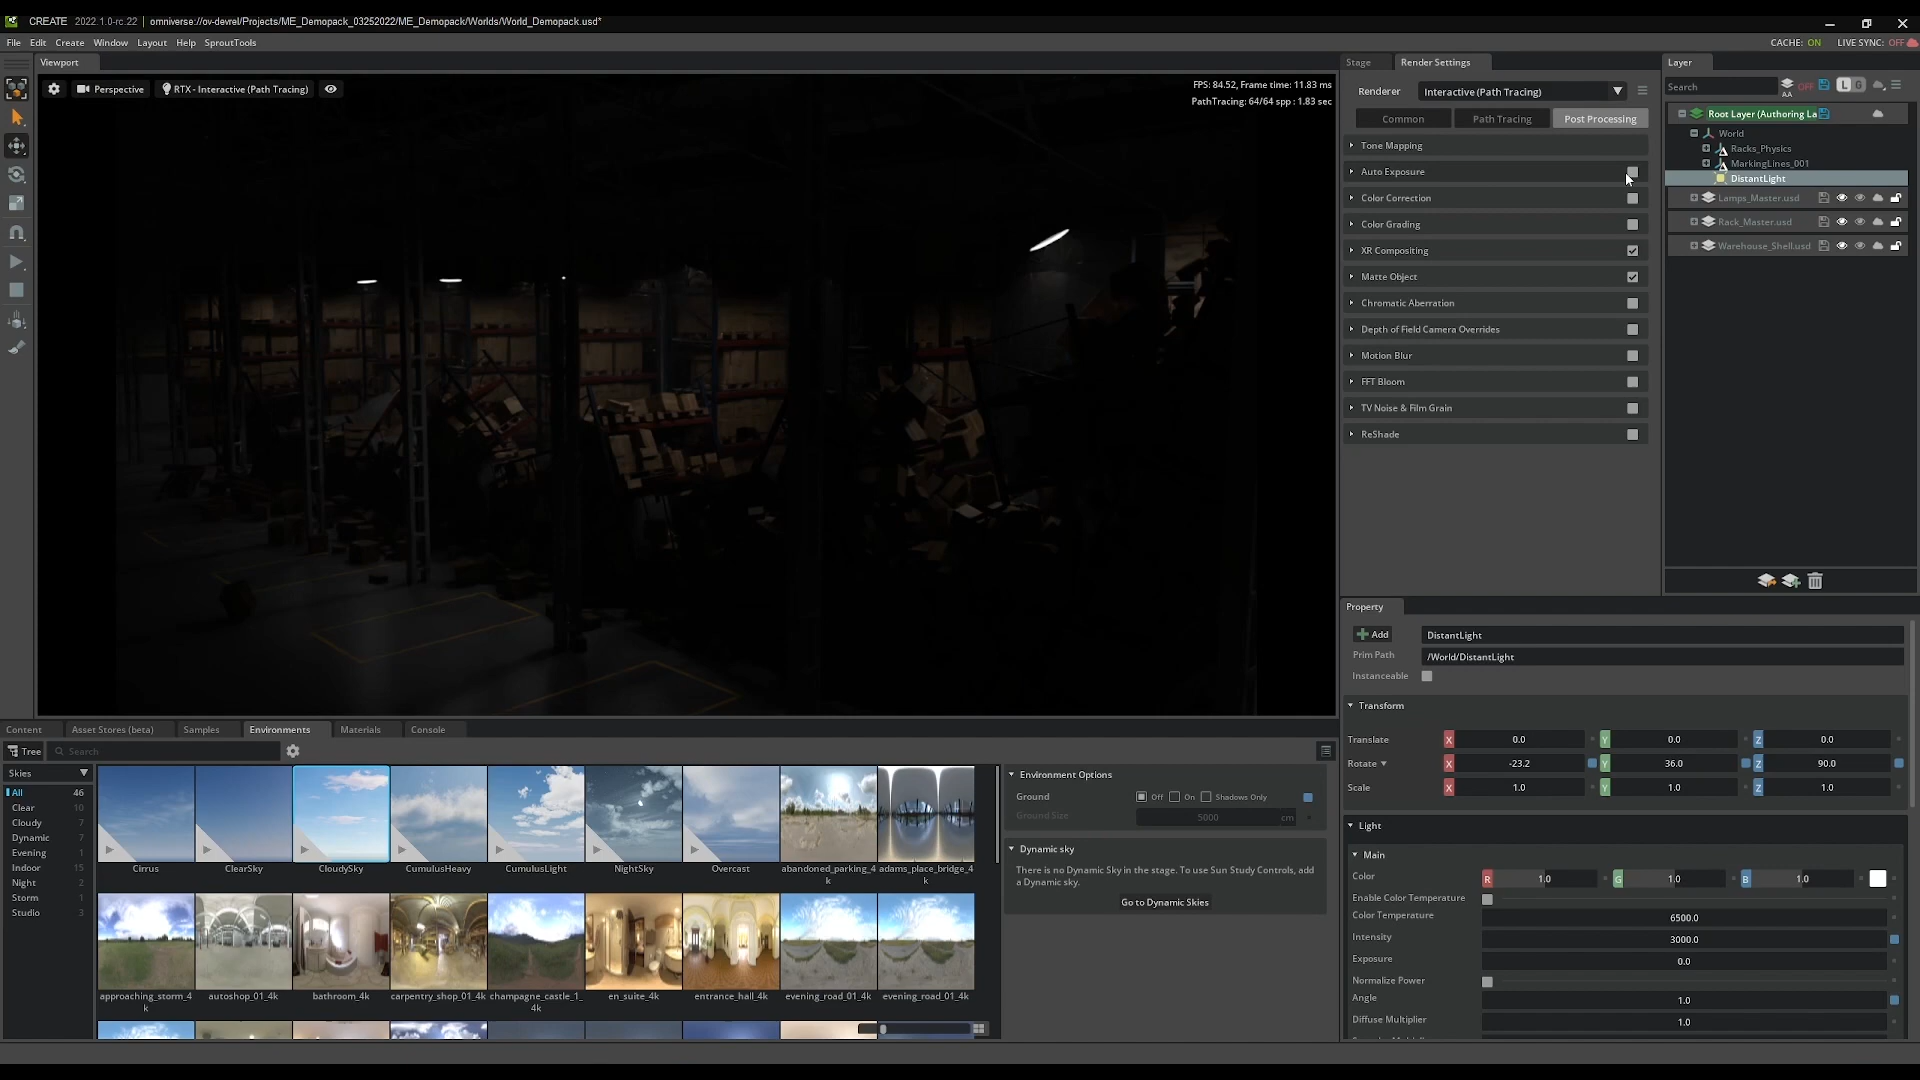 CREATE 2022.1.0-rc.22 | omniverse://ov-devrel/Projects/ME_Demopack_03252022/ME_Demopack/Worlds/World_Demopack.usd*
File Edit Create Window Layout Help SproutTools CACHE: ON LIVE SYNC: OFF
Viewport
Perspective RTX - Interactive (Path Tracing)
FPS: 84.52, Frame time: 11.83 ms
PathTracing: 64/64 spp : 1.83 sec
Stage Render Settings
Renderer Interactive (Path Tracing)
Common Path Tracing Post Processing
Tone Mapping
Auto Exposure
Color Correction
Color Grading
XR Compositing
Matte Object
Chromatic Aberration
Depth of Field Camera Overrides
Motion Blur
FFT Bloom
TV Noise & Film Grain
ReShade
Layer
Search AA OFF L G
Root Layer (Authoring La
World
Racks_Physics
MarkingLines_001
DistantLight
Lamps_Master.usd
Rack_Master.usd
Warehouse_Shell.usd
Property
Add DistantLight
Prim Path /World/DistantLight
Instanceable
Transform
Translate X 0.0 Y 0.0 Z 0.0
Rotate X -23.2 Y 36.0 Z 90.0
Scale X 1.0 Y 1.0 Z 1.0
Light
Main
Color R 1.0 G 1.0 B 1.0
Enable Color Temperature
Color Temperature 6500.0
Intensity 3000.0
Exposure 0.0
Normalize Power
Angle 1.0
Diffuse Multiplier 1.0
Content Asset Stores (beta) Samples Environments Materials Console
Tree Search
Skies
All 46
Clear 10
Cloudy 7
Dynamic 7
Evening 1
Indoor 15
Night 2
Storm 1
Studio 3
Cirrus ClearSky CloudySky CumulusHeavy CumulusLight NightSky Overcast abandoned_parking_4 adams_place_bridge_4
k k
approaching_storm_4 autoshop_01_4k bathroom_4k carpentry_shop_01_4k champagne_castle_1_ en_suite_4k entrance_hall_4k evening_road_01_4k evening_road_01_4k
k 4k
Environment Options
Ground Off On Shadows Only
Ground Size 5000 cm
Dynamic sky
There is no Dynamic Sky in the stage. To use Sun Study Controls, add
a Dynamic sky.
Go to Dynamic Skies